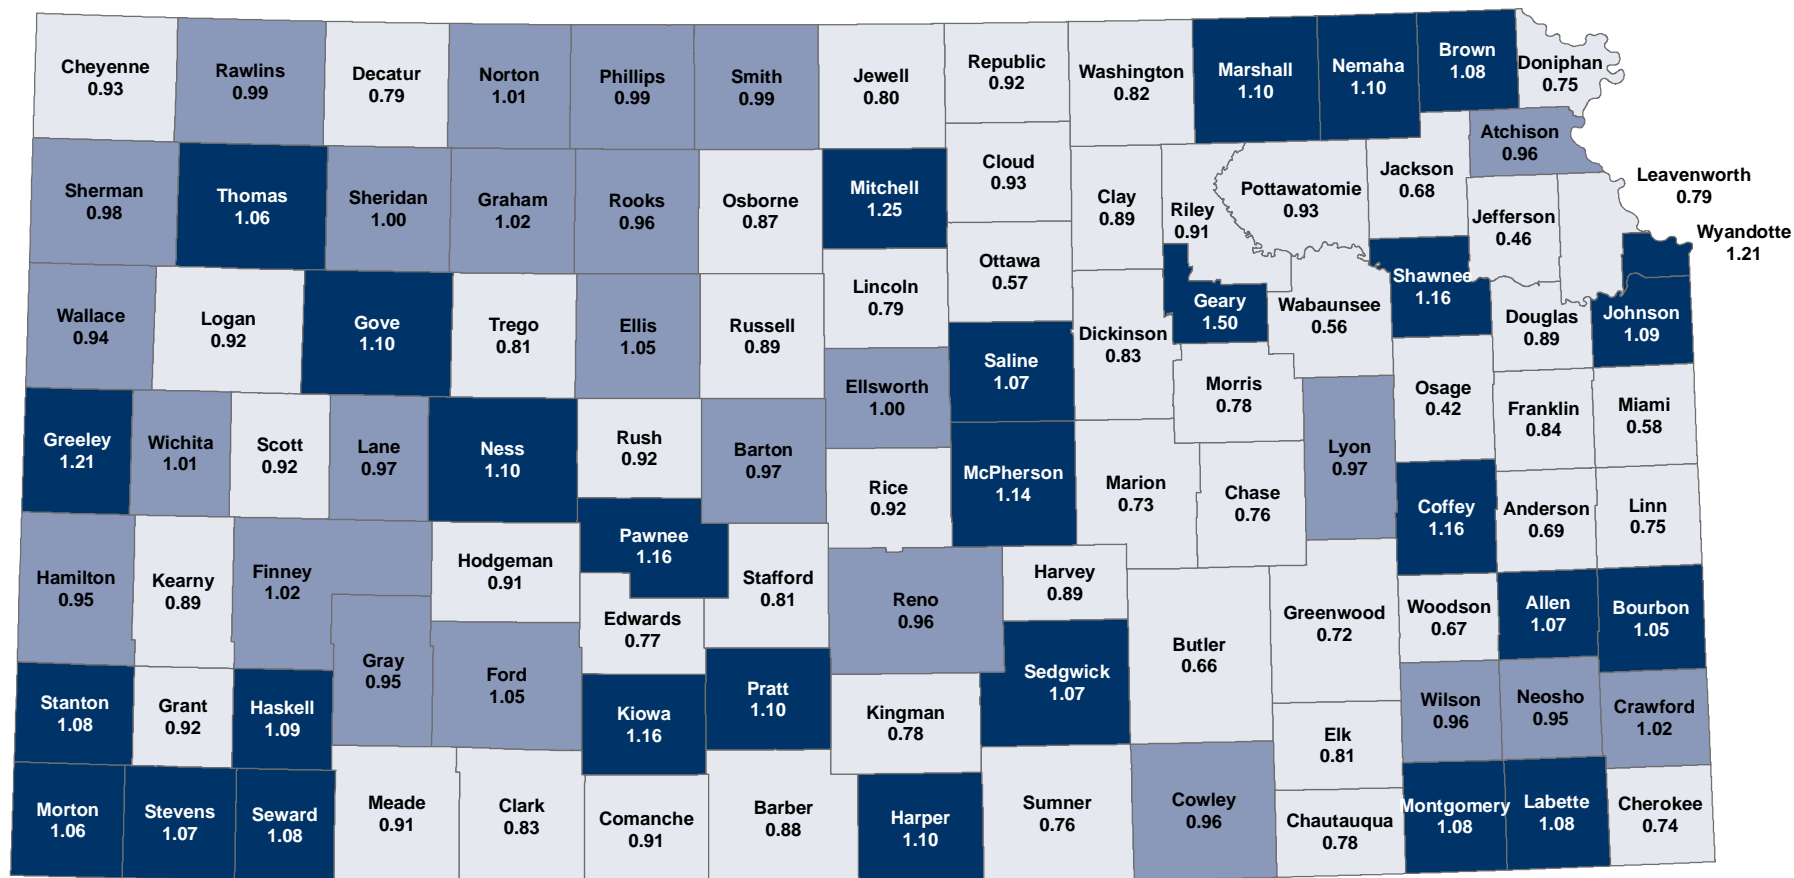 Cheyenne
0.93
Rawlins
0.99
Decatur
0.79
Norton
1.01
Phillips
0.99
Smith
0.99
Jewell
0.80
Republic
0.92
Washington
0.82
Marshall
1.10
Nemaha
1.10
Brown
1.08
Doniphan
0.75
Atchison
0.96
Sherman
0.98
Thomas
1.06
Sheridan
1.00
Graham
1.02
Rooks
0.96
Osborne
0.87
Mitchell
1.25
Cloud
0.93
Clay
0.89
Riley
0.91
Pottawatomie
0.93
Jackson
0.68
Jefferson
0.46
Leavenworth
0.79
Wyandotte
1.21
Wallace
0.94
Logan
0.92
Gove
1.10
Trego
0.81
Ellis
1.05
Russell
0.89
Lincoln
0.79
Ottawa
0.57
Dickinson
0.83
Geary
1.50
Wabaunsee
0.56
Shawnee
1.16
Douglas
0.89
Johnson
1.09
Ellsworth
1.00
Saline
1.07
Morris
0.78
Osage
0.42
Franklin
0.84
Miami
0.58
Greeley
1.21
Wichita
1.01
Scott
0.92
Lane
0.97
Ness
1.10
Rush
0.92
Barton
0.97
Rice
0.92
McPherson
1.14
Marion
0.73
Chase
0.76
Lyon
0.97
Coffey
1.16
Anderson
0.69
Linn
0.75
Hamilton
0.95
Kearny
0.89
Finney
1.02
Hodgeman
0.91
Pawnee
1.16
Stafford
0.81
Edwards
0.77
Reno
0.96
Harvey
0.89
Butler
0.66
Greenwood
0.72
Woodson
0.67
Allen
1.07
Bourbon
1.05
Gray
0.95
Ford
1.05
Stanton
1.08
Grant
0.92
Haskell
1.09
Kiowa
1.16
Pratt
1.10
Kingman
0.78
Sedgwick
1.07
Elk
0.81
Wilson
0.96
Neosho
0.95
Crawford
1.02
Morton
1.06
Stevens
1.07
Seward
1.08
Meade
0.91
Clark
0.83
Comanche
0.91
Barber
0.88
Harper
1.10
Sumner
0.76
Cowley
0.96
Chautauqua
0.78
Montgomery
1.08
Labette
1.08
Cherokee
0.74